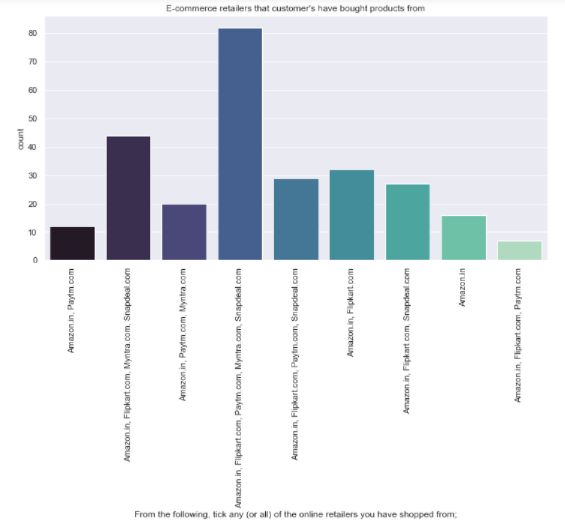 E-commerce retailers that customer's have bought products from
count
80
70
60
50
40
30
20
10
0
Amazon.in, Paytm.com
Amazon.in, Flipkart.com, Myntra.com, Snapdeal.com
Amazon.in, Paytm.com, Myntra.com
Amazon.in, Flipkart.com, Paytm.com, Myntra.com, Snapdeal.com
Amazon.in, Flipkart.com, Paytm.com, Snapdeal.com
Amazon.in, Flipkart.com
Amazon.in, Flipkart.com, Snapdeal.com
Amazon.in
Amazon.in, Flipkart.com, Paytm.com
From the following, tick any (or all) of the online retailers you have shopped from;